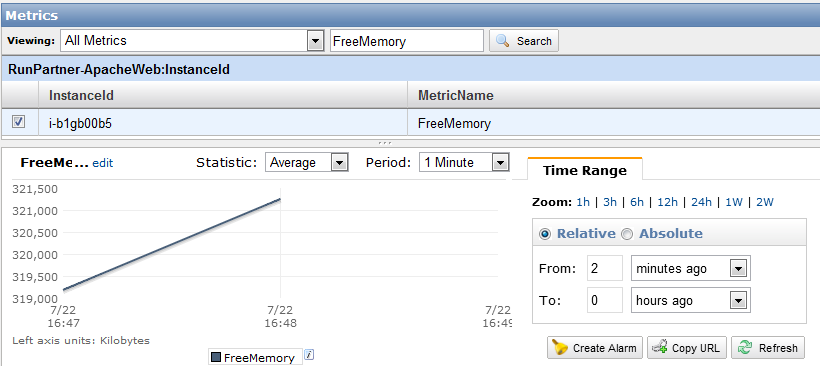 Metrics
Viewing: All Metrics FreeMemory Search
RunPartner-ApacheWeb:InstanceId
InstanceId MetricName
i-b1gb00b5 FreeMemory
FreeMe... edit Statistic: Average Period: 1 Minute
Time Range
321,500
321,000
320,500
320,000
319,500
319,000
7/22 7/22 7/22
16:47 16:48 16:49
Left axis units: Kilobytes
FreeMemory
Zoom: 1h | 3h | 6h | 12h | 24h | 1W | 2W
Relative Absolute
From: 2 minutes ago
To: 0 hours ago
Create Alarm Copy URL Refresh